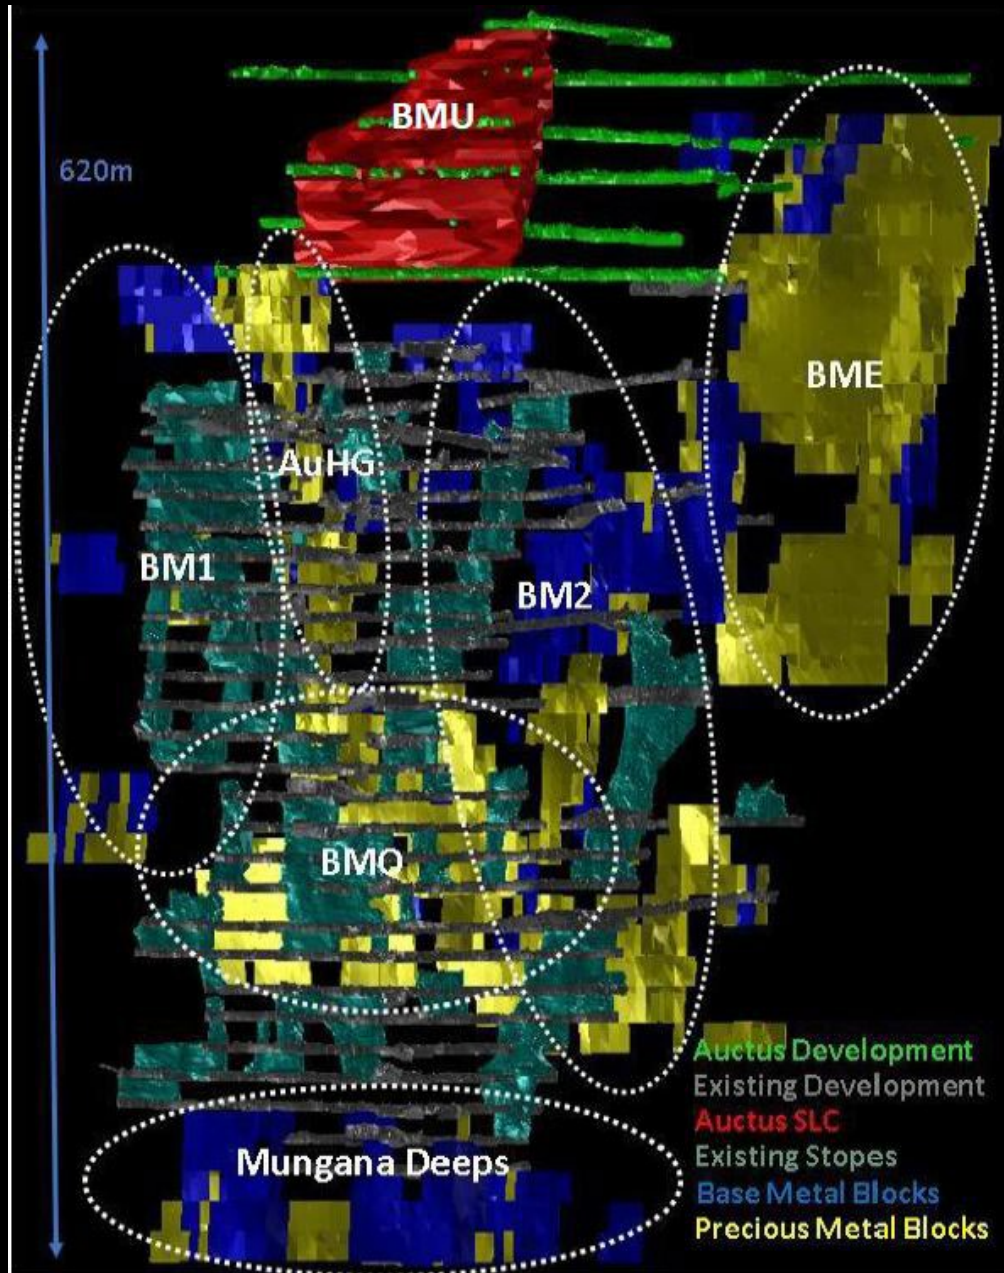 BMU
620m
BME
AuHG
BM1
BM2
BMQ
Auctus Development
Existing Development
Auctus SLC
Existing Stopes
Mungana Deeps
Base Metal Blocks
Precious Metal Blocks